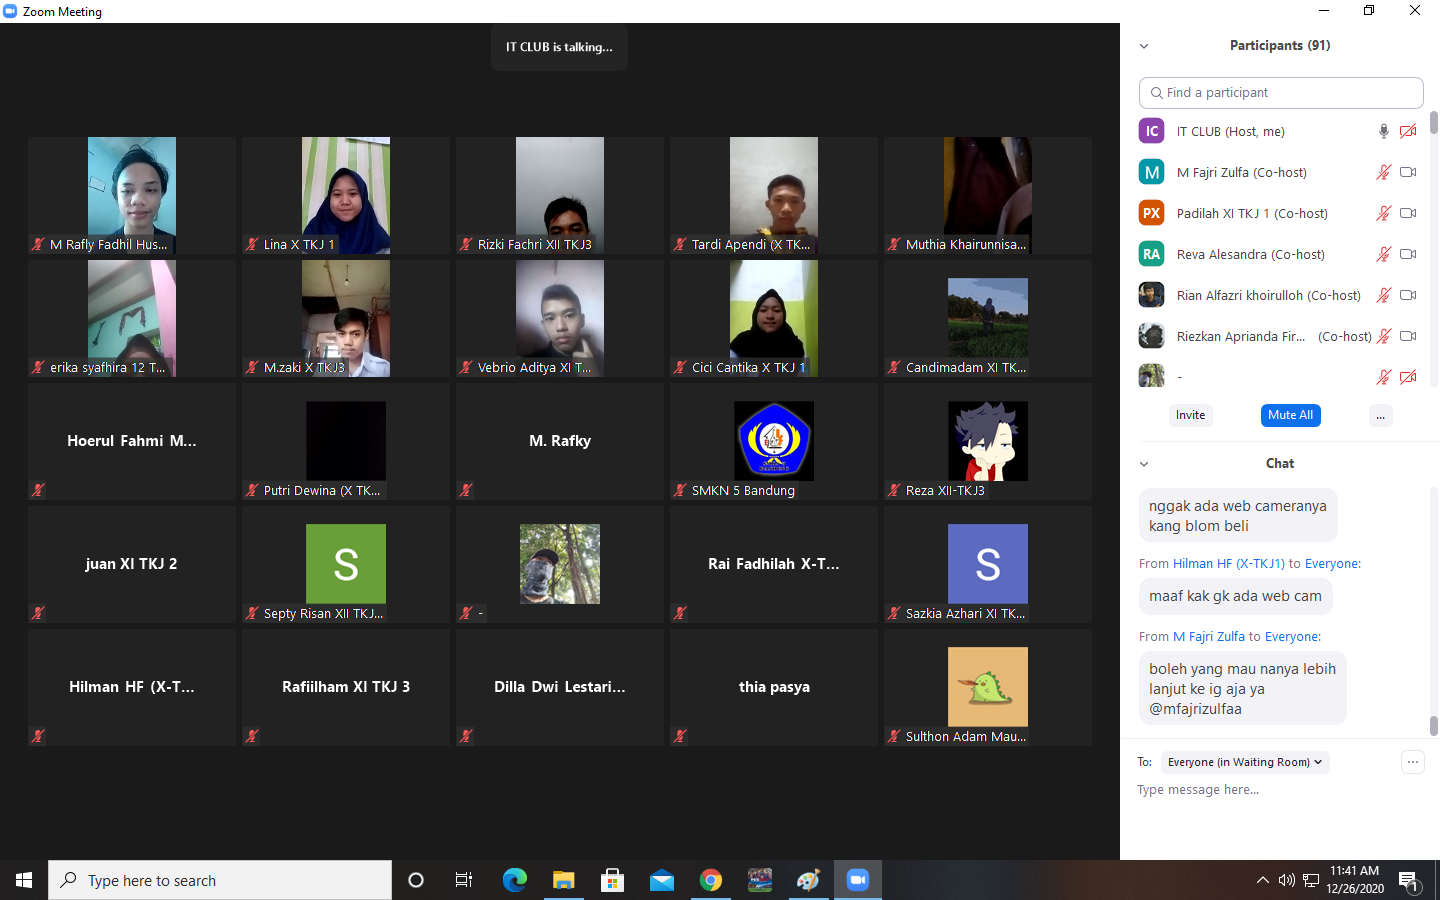 Zoom Meeting
IT CLUB is talking...
M Rafly Fadhil Hus...
Lina X TKJ 1
Rizki Fachri XII TKJ3
Tardi Apendi (X TK...
Muthia Khairunnisa...
erika syafhira 12 T...
M.zaki X TKJ3
Vebrio Aditya XI T...
Cici Cantika X TKJ 1
Candimadam XI TK...
Hoerul Fahmi M...
Putri Dewina (X TK...
M. Rafky
SMKN 5 Bandung
Reza XII-TKJ3
juan XI TKJ 2
S
Septy Risan XII TKJ...
-
Rai Fadhilah X-T...
S
Sazkia Azhari XI TK...
Hilman HF (X-T...
Rafiilham XI TKJ 3
Dilla Dwi Lestari...
thia pasya
Sulthon Adam Mau...
Participants (91)
Find a participant
IC IT CLUB (Host, me)
M M Fajri Zulfa (Co-host)
PX Padilah XI TKJ 1 (Co-host)
RA Reva Alesandra (Co-host)
Rian Alfazri khoirulloh (Co-host)
Riezkan Aprianda Fir... (Co-host)
-
Invite
Mute All
...
Chat
nggak ada web cameranya
kang blom beli
From Hilman HF (X-TKJ1) to Everyone:
maaf kak gk ada web cam
From M Fajri Zulfa to Everyone:
boleh yang mau nanya lebih
lanjut ke ig aja ya
@mfajrizulfaa
To: Everyone (in Waiting Room)
Type message here...
Type here to search
11:41 AM
12/26/2020
1